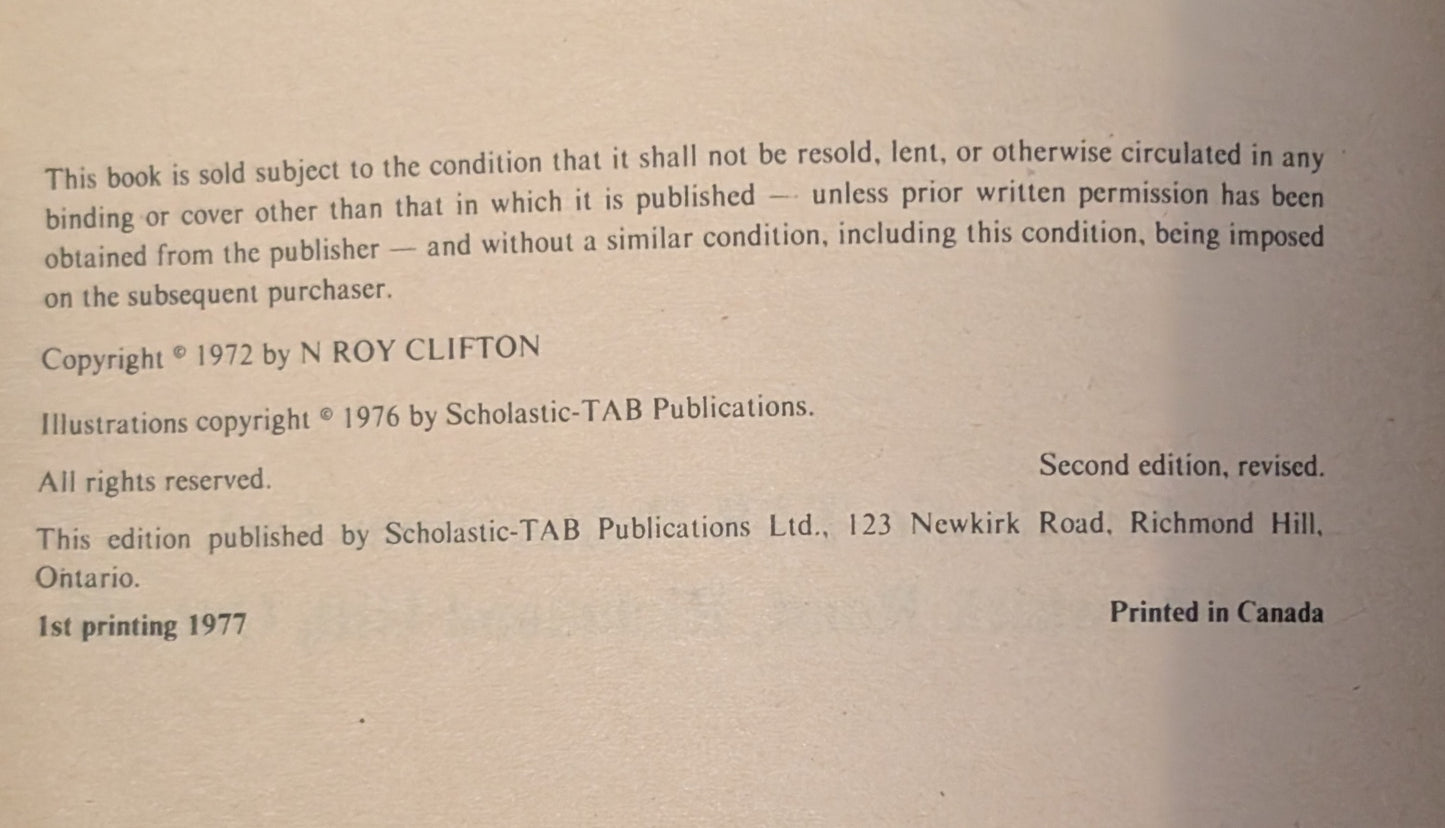 This book is sold subject to the condition that it shall not be resold, lent, or otherwise circulated in any
binding or cover other than that in which it is published — unless prior written permission has been
obtained from the publisher — and without a similar condition, including this condition, being imposed
on the subsequent purchaser.
Copyright © 1972 by N ROY CLIFTON
Illustrations copyright © 1976 by Scholastic-TAB Publications.
All rights reserved.
Second edition, revised.
This edition published by Scholastic-TAB Publications Ltd., 123 Newkirk Road, Richmond Hill,
Ontario.
1st printing 1977
Printed in Canada